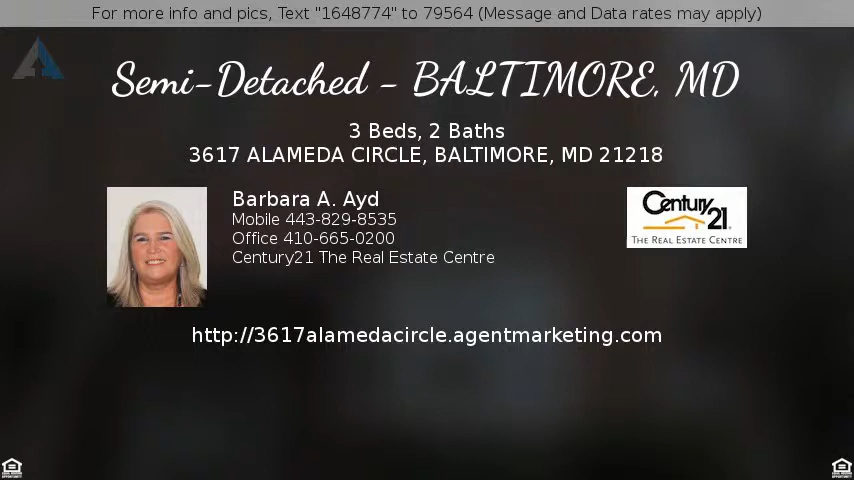 For more info and pics, Text "1648774" to 79564 (Message and Data rates may apply)
Semi-Detached - BALTIMORE, MD
3 Beds, 2 Baths
3617 ALAMEDA CIRCLE, BALTIMORE, MD 21218
Barbara A. Ayd
Mobile 443-829-8535
Office 410-665-0200
Century21 The Real Estate Centre
Century 21.
THE REAL ESTATE CENTRE
http://3617alamedacircle.agentmarketing.com